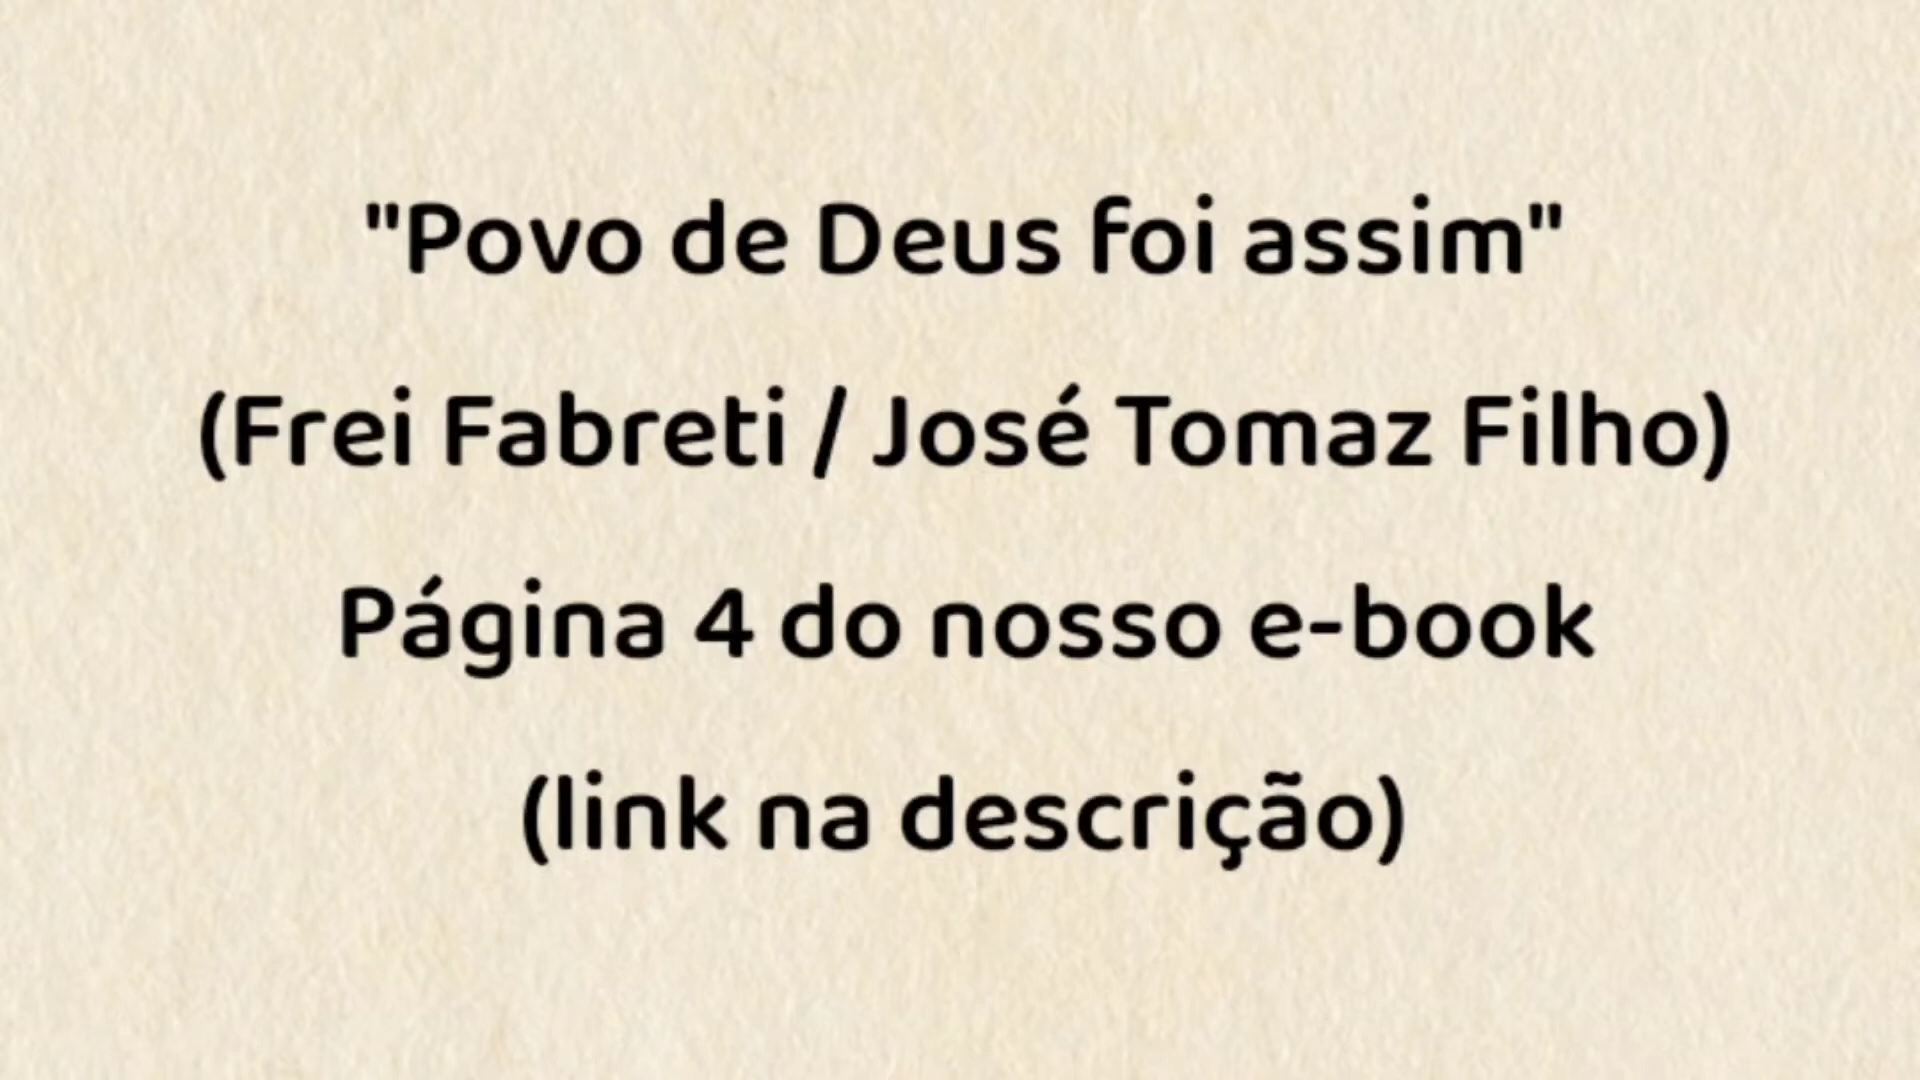 "Povo de Deus foi assim"
(Frei Fabreti / José Tomaz Filho)
Página 4 do nosso e-book
(link na descrição)